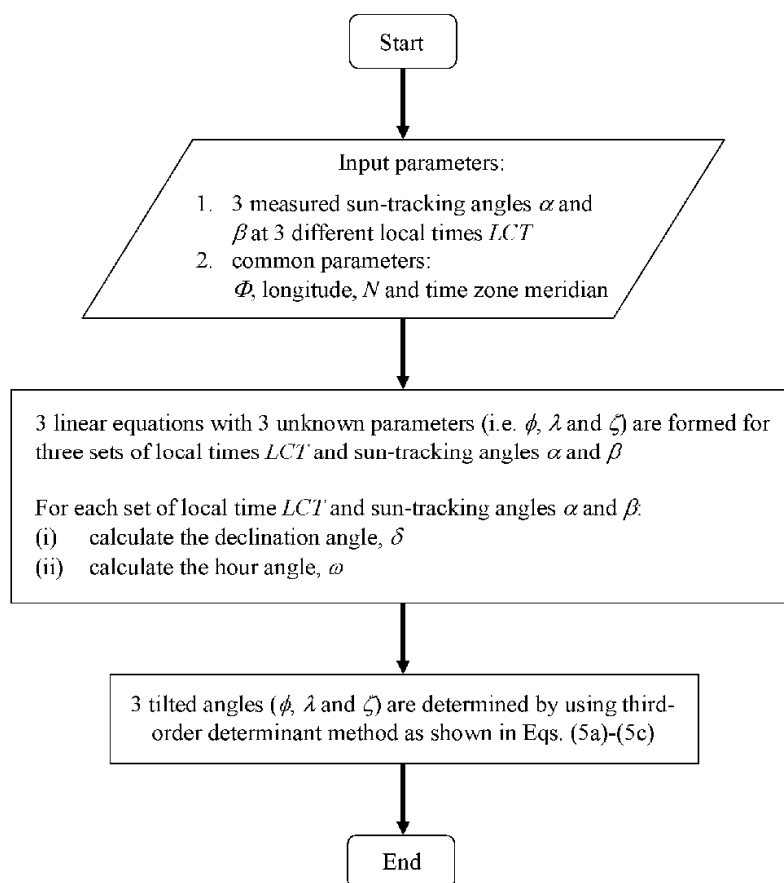 Start
Input parameters:
1. 3 measured sun-tracking angles α and
β at 3 different local times LCT
2. common parameters:
Φ, longitude, N and time zone meridian
3 linear equations with 3 unknown parameters (i.e. ϕ, λ and ζ) are formed for
three sets of local times LCT and sun-tracking angles α and β
For each set of local time LCT and sun-tracking angles α and β:
(i) calculate the declination angle, δ
(ii) calculate the hour angle, ω
3 tilted angles (ϕ, λ and ζ) are determined by using third-
order determinant method as shown in Eqs. (5a)-(5c)
End